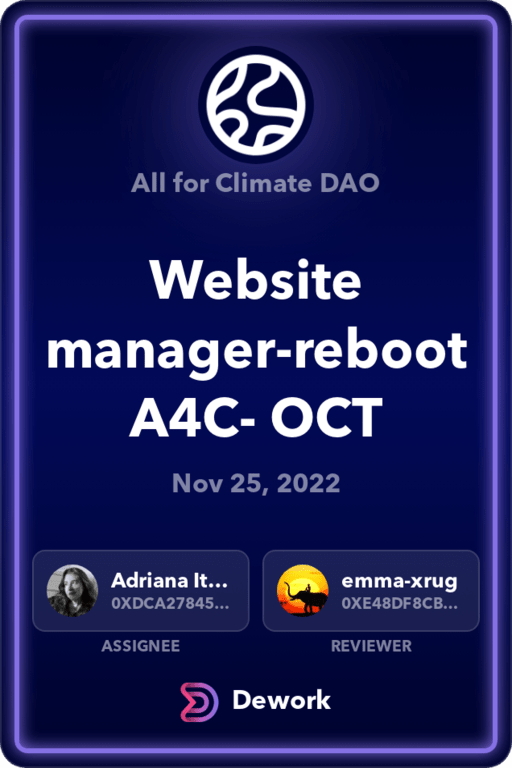 All for Climate DAO
Website
manager-reboot
A4C- OCT
Nov 25, 2022
Adriana It...
0XDCA27845...
ASSIGNEE
emma-xrug
0XE48DF8CB...
REVIEWER
Dework